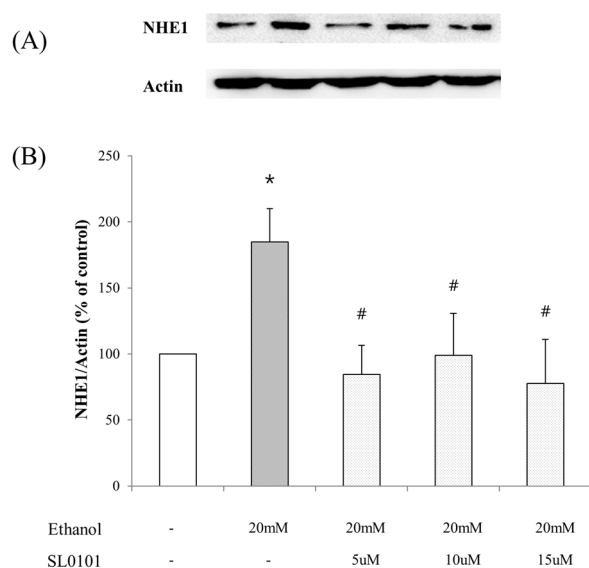 (A)
NHE1
Actin
(B)
NHE1/Actin (% of control)
250
200
150
100
50
0
*
#
#
#
Ethanol - 20mM 20mM 20mM 20mM
SL0101 - - 5uM 10uM 15uM